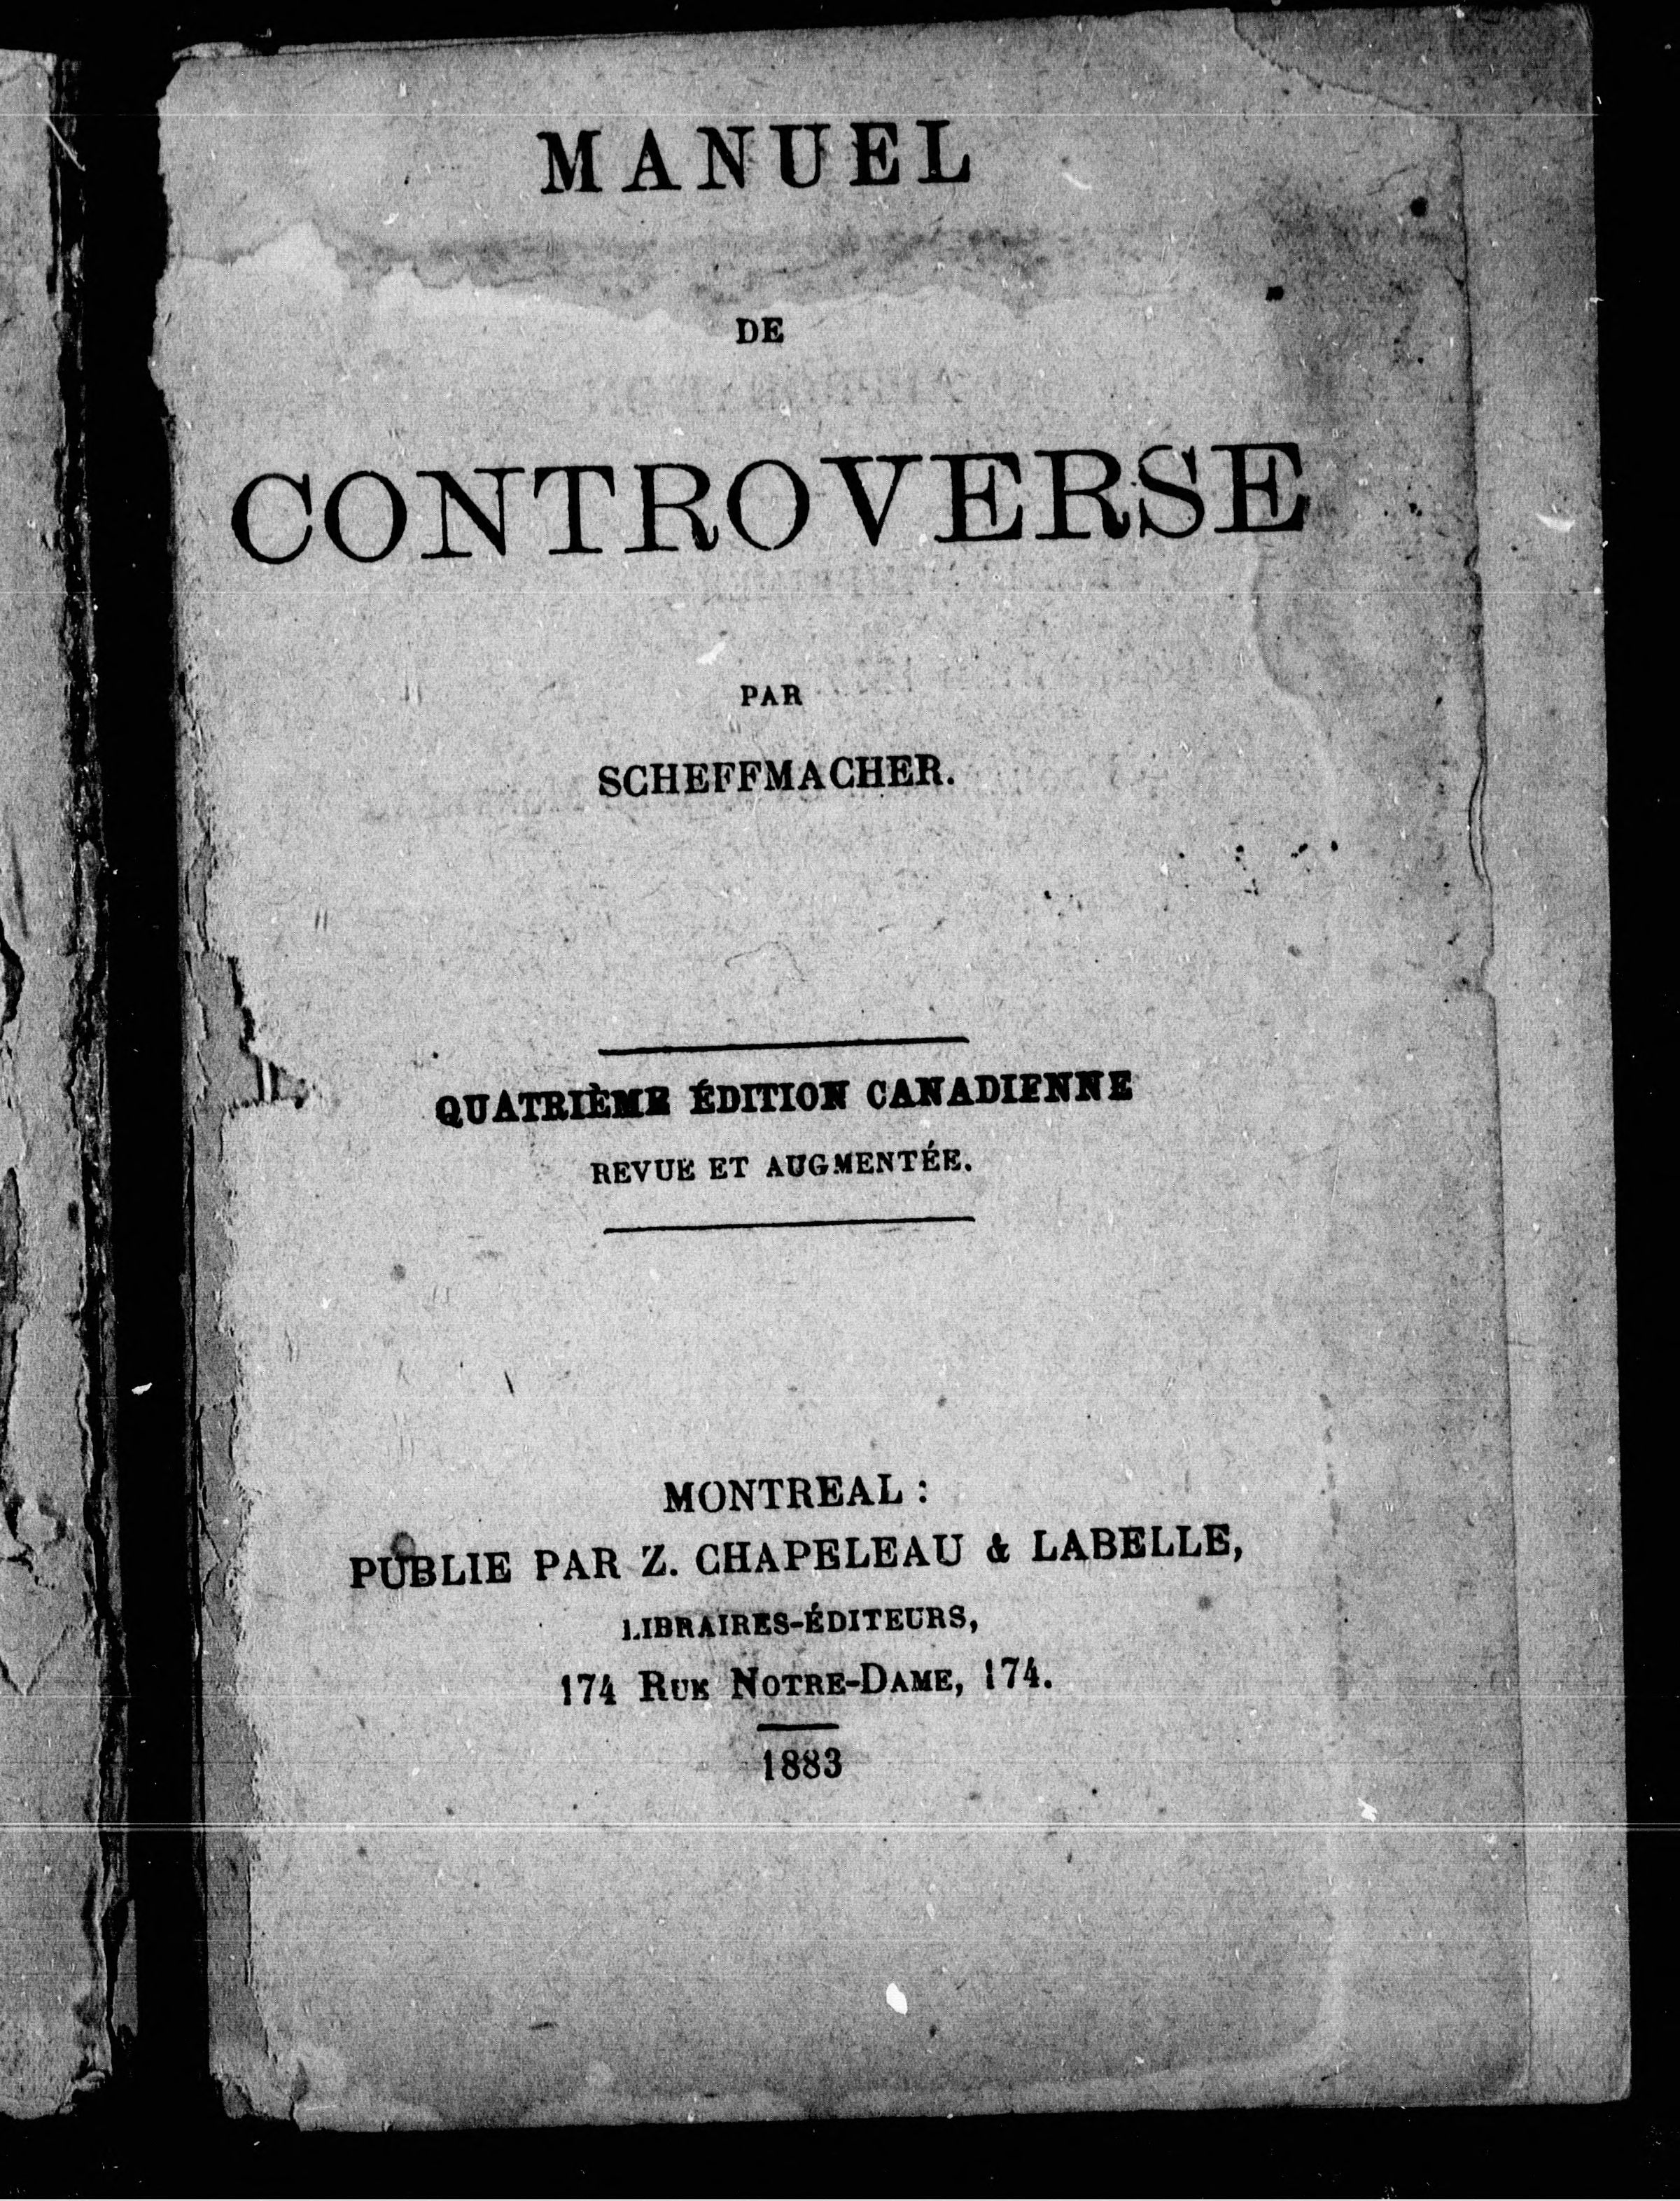 MANUEL
DE
CONTROVERSE
PAR
SCHEFFMACHER.
QUATRIÈME ÉDITION CANADIENNE
REVUE ET AUGMENTÉE.
MONTREAL :
PUBLIE PAR Z. CHAPELEAU & LABELLE,
LIBRAIRES-ÉDITEURS,
174 RUE NOTRE-DAME, 174.
1883